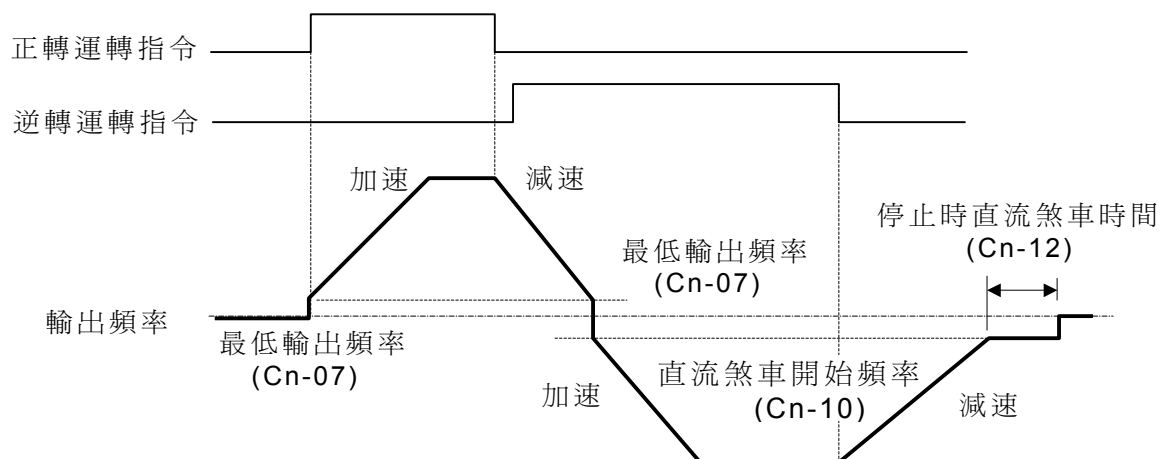 正轉運轉指令
逆轉運轉指令
加速
減速
停止時直流煞車時間
(Cn-12)
最低輸出頻率
(Cn-07)
輸出頻率
最低輸出頻率
(Cn-07)
加速
直流煞車開始頻率
(Cn-10)
減速